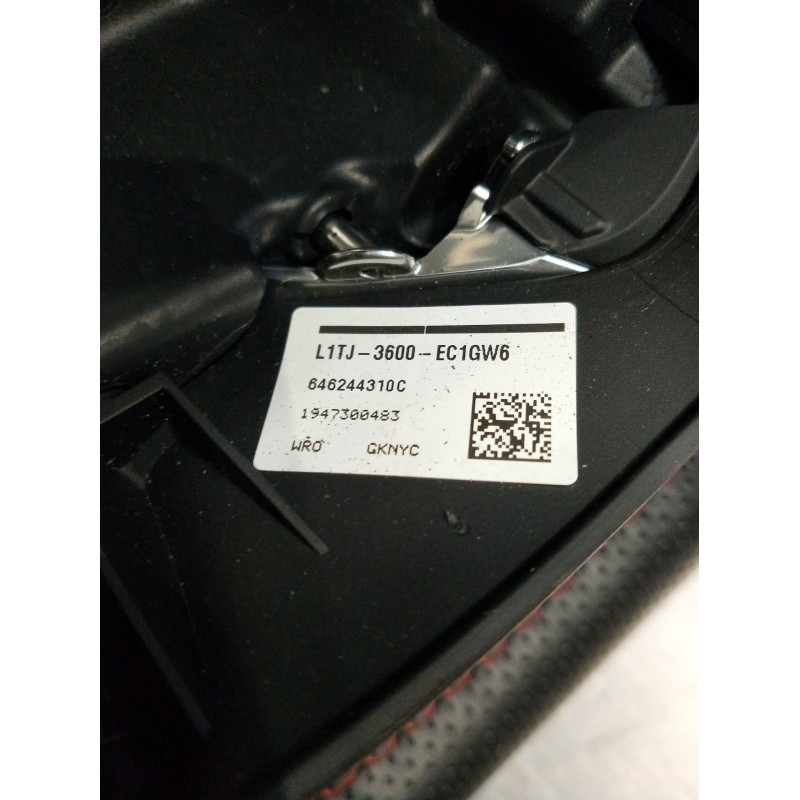 L1TJ-3600-EC1GW6
646244310C
1947300483
WRO GKNYC